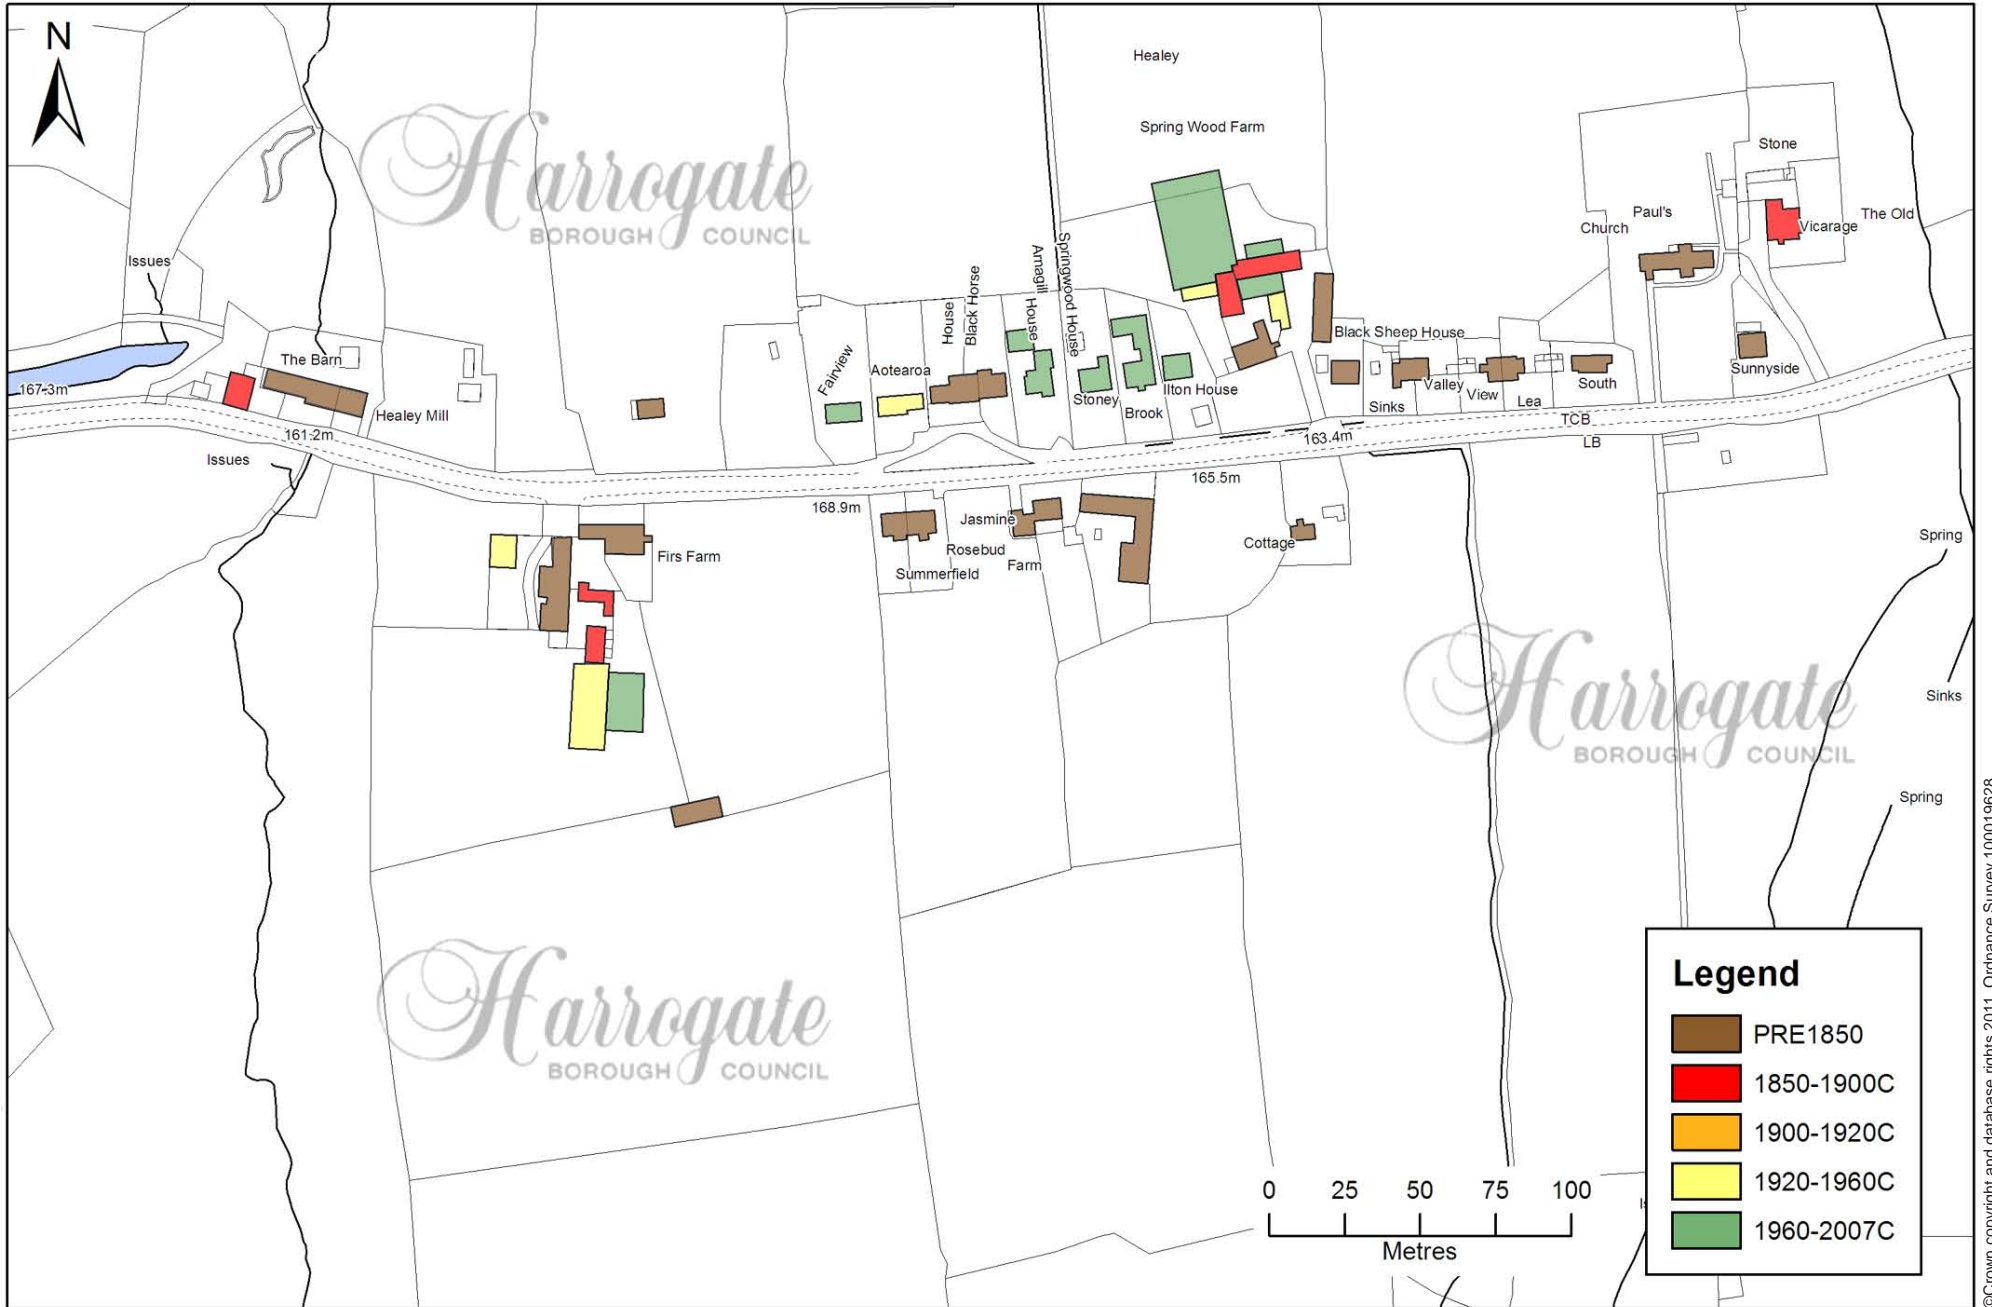 N
Healey
Spring Wood Farm
Harrogate
BOROUGH COUNCIL
Stone
Paul's
Church
The Old
Vicarage
Issues
House
Black Horse
Arnagill
House
Springwood House
Black Sheep House
The Barn
Fairview
Aotearoa
Ilton House
Valley
View
South
Sunnyside
167.3m
Healey Mill
Stoney
Brook
Sinks
Lea
161.2m
163.4m
TCB
LB
Issues
165.5m
168.9m
Jasmine
Rosebud
Farm
Summerfield
Cottage
Firs Farm
Spring
Sinks
Harrogate
BOROUGH COUNCIL
Spring
Harrogate
BOROUGH COUNCIL
Legend
PRE1850
1850-1900C
1900-1920C
1920-1960C
1960-2007C
0 25 50 75 100
Metres
©Crown copyright and database rights 2011 Ordnance Survey 100019628